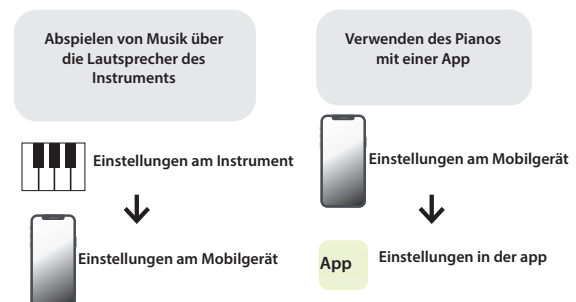 Abspielen von Musik über
die Lautsprecher des
Instruments
Einstellungen am Instrument
Einstellungen am Mobilgerät
Verwenden des Pianos
mit einer App
Einstellungen am Mobilgerät
App
Einstellungen in der app